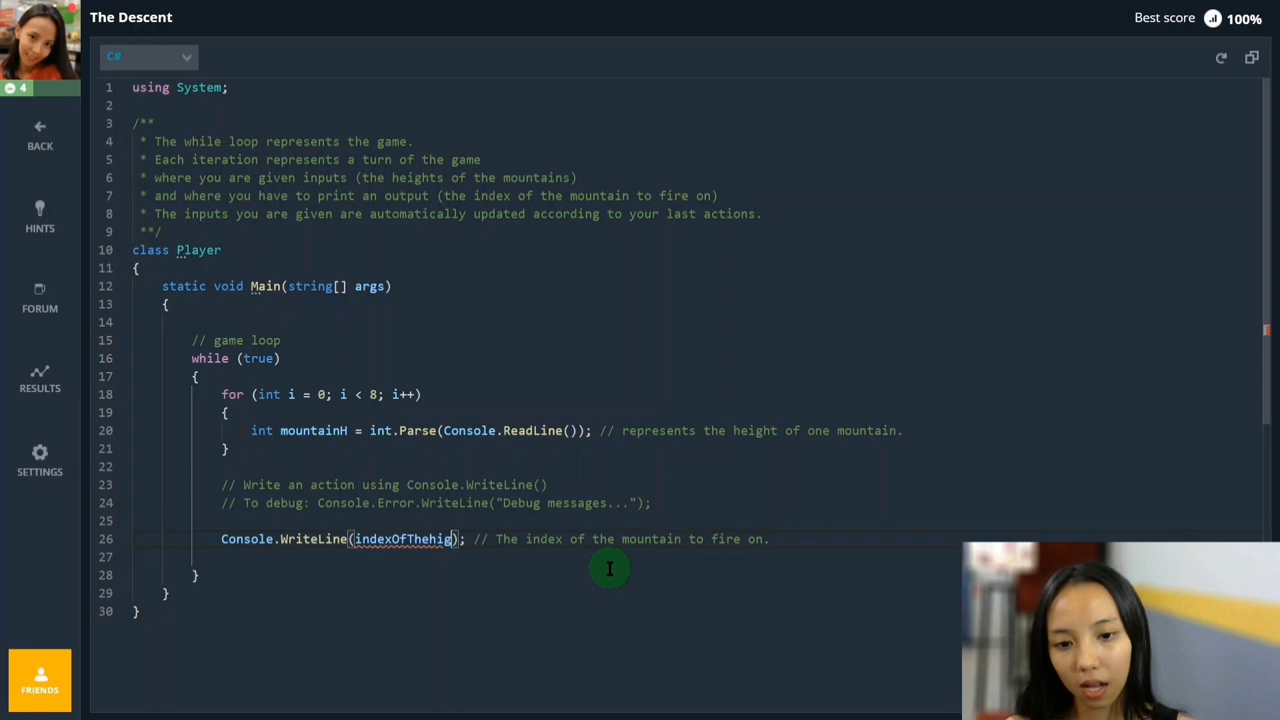 The Descent
Best score 100%
C#
4
BACK
HINTS
FORUM
RESULTS
SETTINGS
FRIENDS
1 using System;
2
3 /**
4 * The while loop represents the game.
5 * Each iteration represents a turn of the game
6 * where you are given inputs (the heights of the mountains)
7 * and where you have to print an output (the index of the mountain to fire on)
8 * The inputs you are given are automatically updated according to your last actions.
9 **/
10 class Player
11 {
12 static void Main(string[] args)
13 {
14
15 // game loop
16 while (true)
17 {
18 for (int i = 0; i < 8; i++)
19 {
20 int mountainH = int.Parse(Console.ReadLine()); // represents the height of one mountain.
21 }
22
23 // Write an action using Console.WriteLine()
24 // To debug: Console.Error.WriteLine("Debug messages...");
25
26 Console.WriteLine(indexOfThehig); // The index of the mountain to fire on.
27
28 }
29 }
30 }